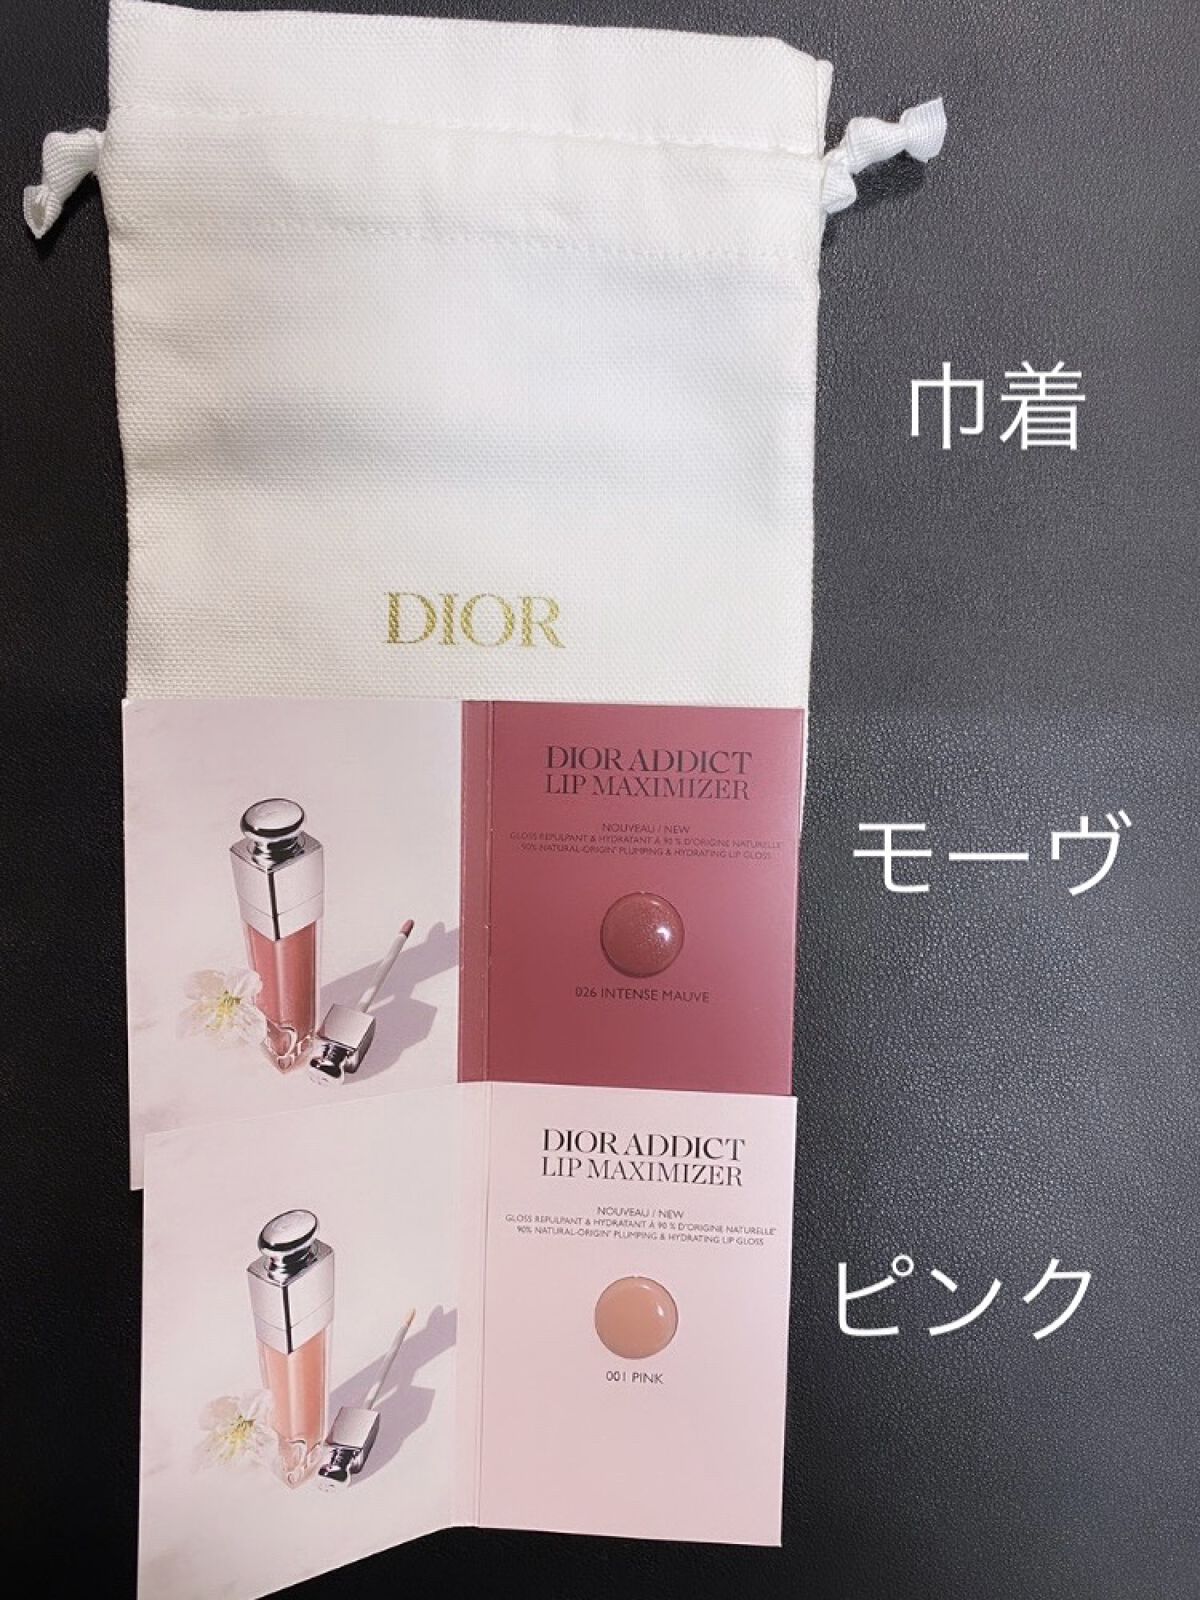 巾着
DIOR
DIOR ADDICT
LIP MAXIMIZER
NOUVEAU / NEW
GLOSS REPULPANT & HYDRATANT À 90 % D'ORIGINE NATURELLE*
90% NATURAL-ORIGIN* PLUMPING & HYDRATING LIP GLOSS
026 INTENSE MAUVE
モーヴ
DIOR ADDICT
LIP MAXIMIZER
NOUVEAU / NEW
GLOSS REPULPANT & HYDRATANT À 90 % D'ORIGINE NATURELLE*
90% NATURAL-ORIGIN* PLUMPING & HYDRATING LIP GLOSS
001 PINK
ピンク